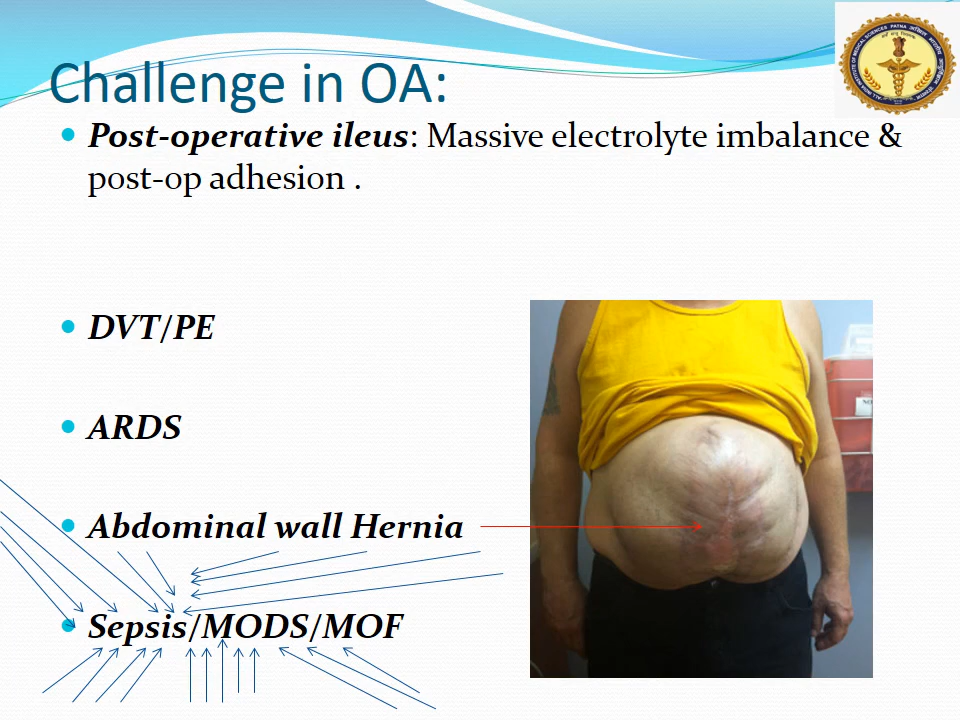 Challenge in OA:
Post-operative ileus: Massive electrolyte imbalance &
post-op adhesion .
DVT/PE
ARDS
Abdominal wall Hernia
Sepsis/MODS/MOF